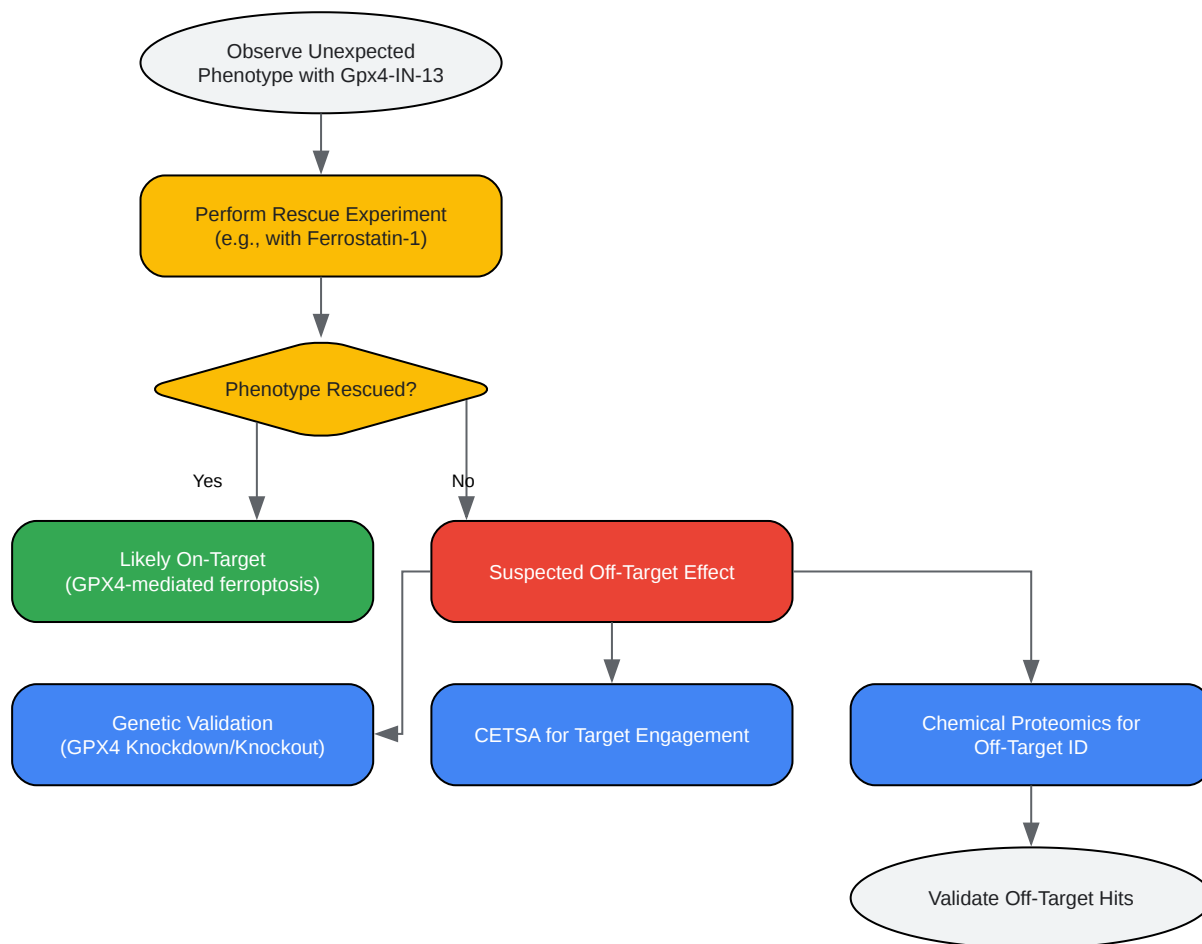 Observe Unexpected
Phenotype with Gpx4-IN-13
Perform Rescue Experiment
(e.g., with Ferrostatin-1)
Phenotype Rescued?
Yes
No
Likely On-Target
(GPX4-mediated ferroptosis)
Suspected Off-Target Effect
Genetic Validation
(GPX4 Knockdown/Knockout)
CETSA for Target Engagement
Chemical Proteomics for
Off-Target ID
Validate Off-Target Hits